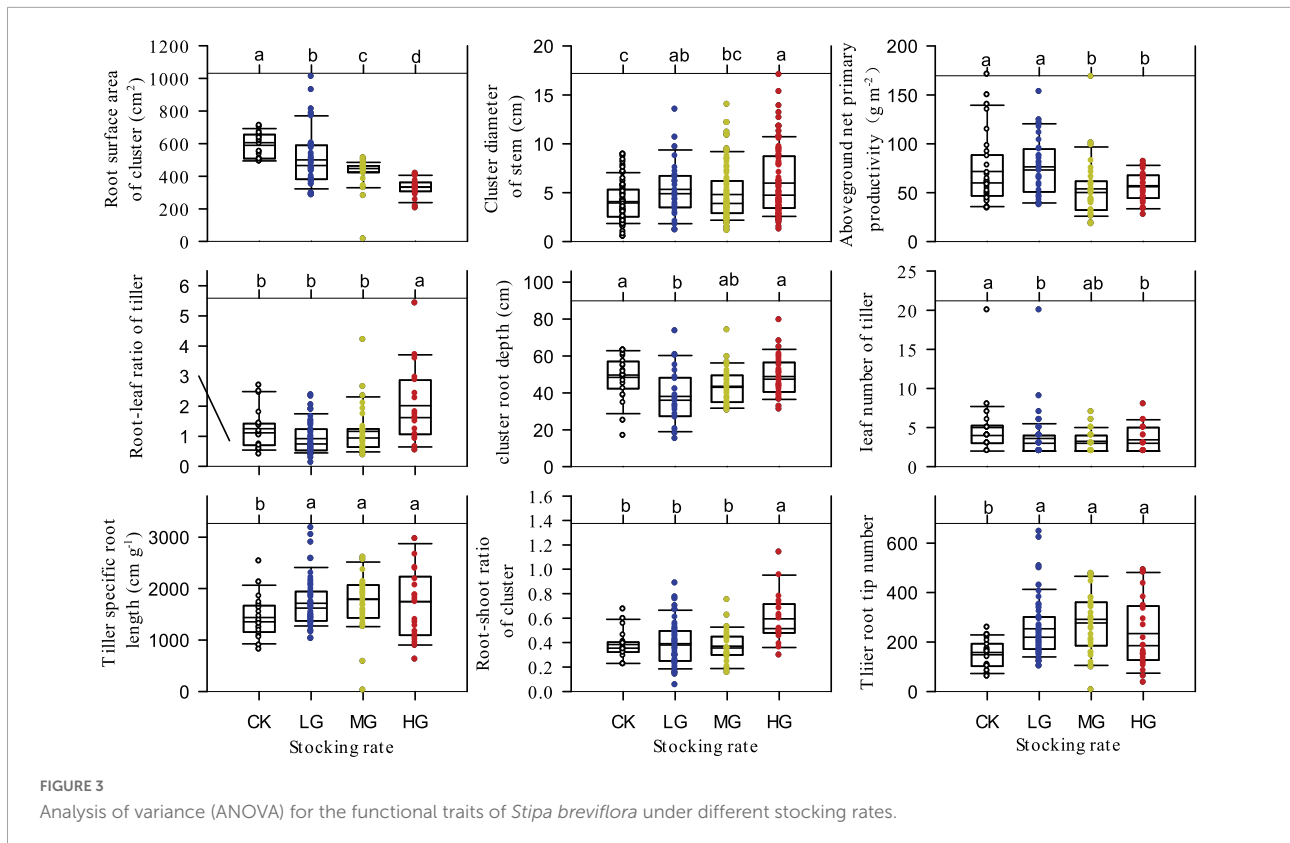 Root surface area
of cluster (cm²)
1200
1000
800
600
400
200
0
a b c d
Cluster diameter
of stem (cm)
20
15
10
5
0
c ab bc a
Aboveground net primary
productivity (g m⁻²)
200
150
100
50
0
a a b b
Root-leaf ratio of tiller
6
5
4
3
2
1
0
b b b a
cluster root depth (cm)
100
80
60
40
20
0
a b ab a
leaf number of tiller
25
20
15
10
5
0
a b ab b
Tiller specific root
length (cm g⁻¹)
3000
2000
1000
0
b a a a
CK LG MG HG
Stocking rate
Root-shoot ratio
of cluster
1.6
1.4
1.2
1.0
0.8
0.6
0.4
0.2
0.0
b b b a
CK LG MG HG
Stocking rate
Tliier root tip number
600
400
200
0
b a a a
CK LG MG HG
Stocking rate
FIGURE 3
Analysis of variance (ANOVA) for the functional traits of Stipa breviflora under different stocking rates.